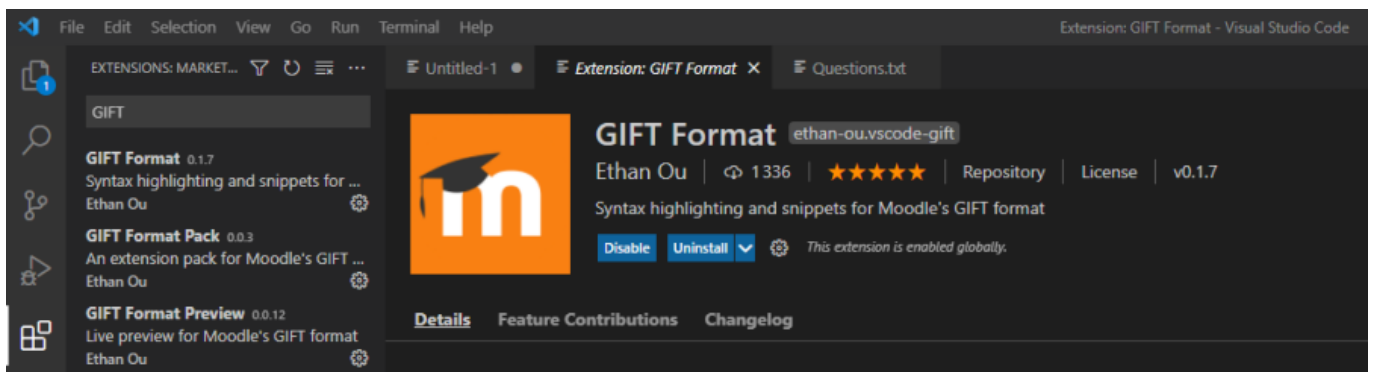 File Edit Selection View Go Run Terminal Help
Extension: GIFT Format - Visual Studio Code
EXTENSIONS: MARKET...
Untitled-1
Extension: GIFT Format
Questions.txt
1
GIFT
GIFT Format 0.1.7
Syntax highlighting and snippets for ...
Ethan Ou
GIFT Format Pack 0.0.3
An extension pack for Moodle's GIFT ...
Ethan Ou
GIFT Format Preview 0.0.12
Live preview for Moodle's GIFT format
Ethan Ou
m
GIFT Format ethan-ou.vscode-gift
Ethan Ou 1336 ★★★★★ Repository License v0.1.7
Syntax highlighting and snippets for Moodle's GIFT format
Disable Uninstall This extension is enabled globally.
Details Feature Contributions Changelog